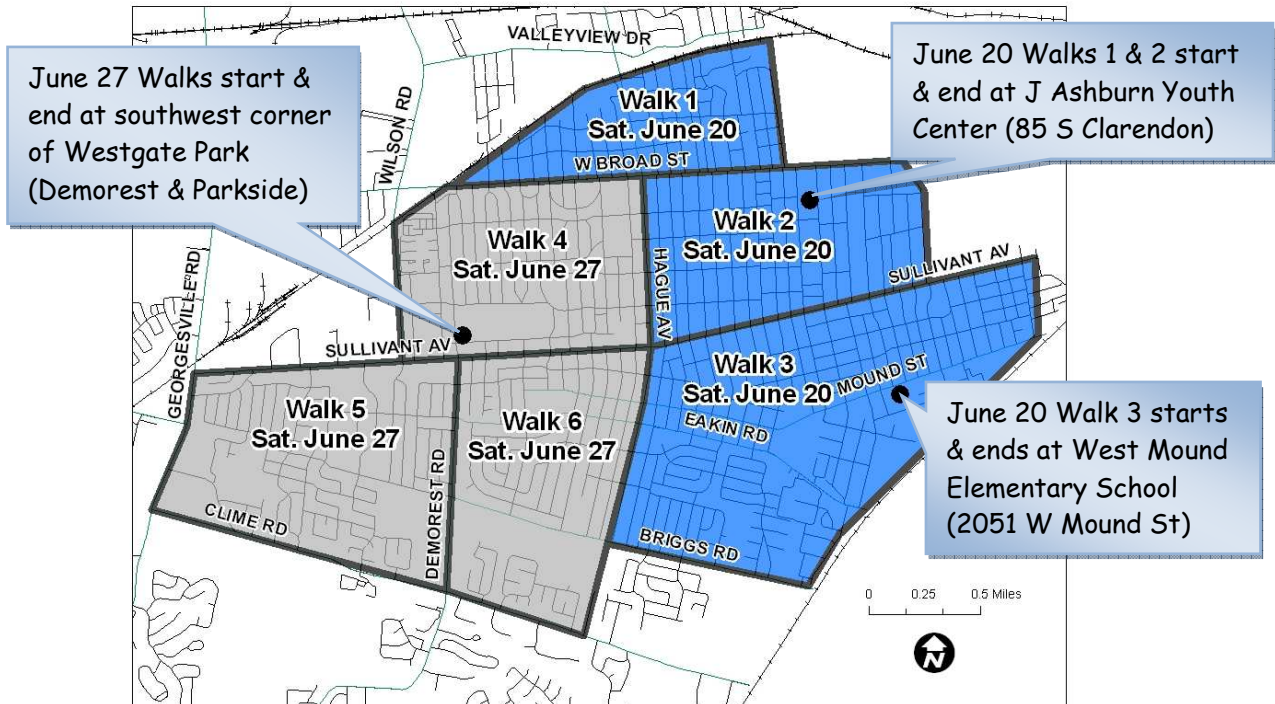 VALLEYVIEW DR
June 27 Walks start &
end at southwest corner
of Westgate Park
(Demorest & Parkside)
June 20 Walks 1 & 2 start
& end at J Ashburn Youth
Center (85 S Clarendon)
WILSON RD
Walk 1
Sat. June 20
W BROAD ST
Walk 2
Sat. June 20
Walk 4
Sat. June 27
HAGUE AV
SULLIVANT AV
GEORGESVILLE RD
SULLIVANT AV
Walk 3
Sat. June 20
MOUND ST
EAKIN RD
Walk 5
Sat. June 27
Walk 6
Sat. June 27
June 20 Walk 3 starts
& ends at West Mound
Elementary School
(2051 W Mound St)
DEMOREST RD
CLIME RD
BRIGGS RD
0 0.25 0.5 Miles
N